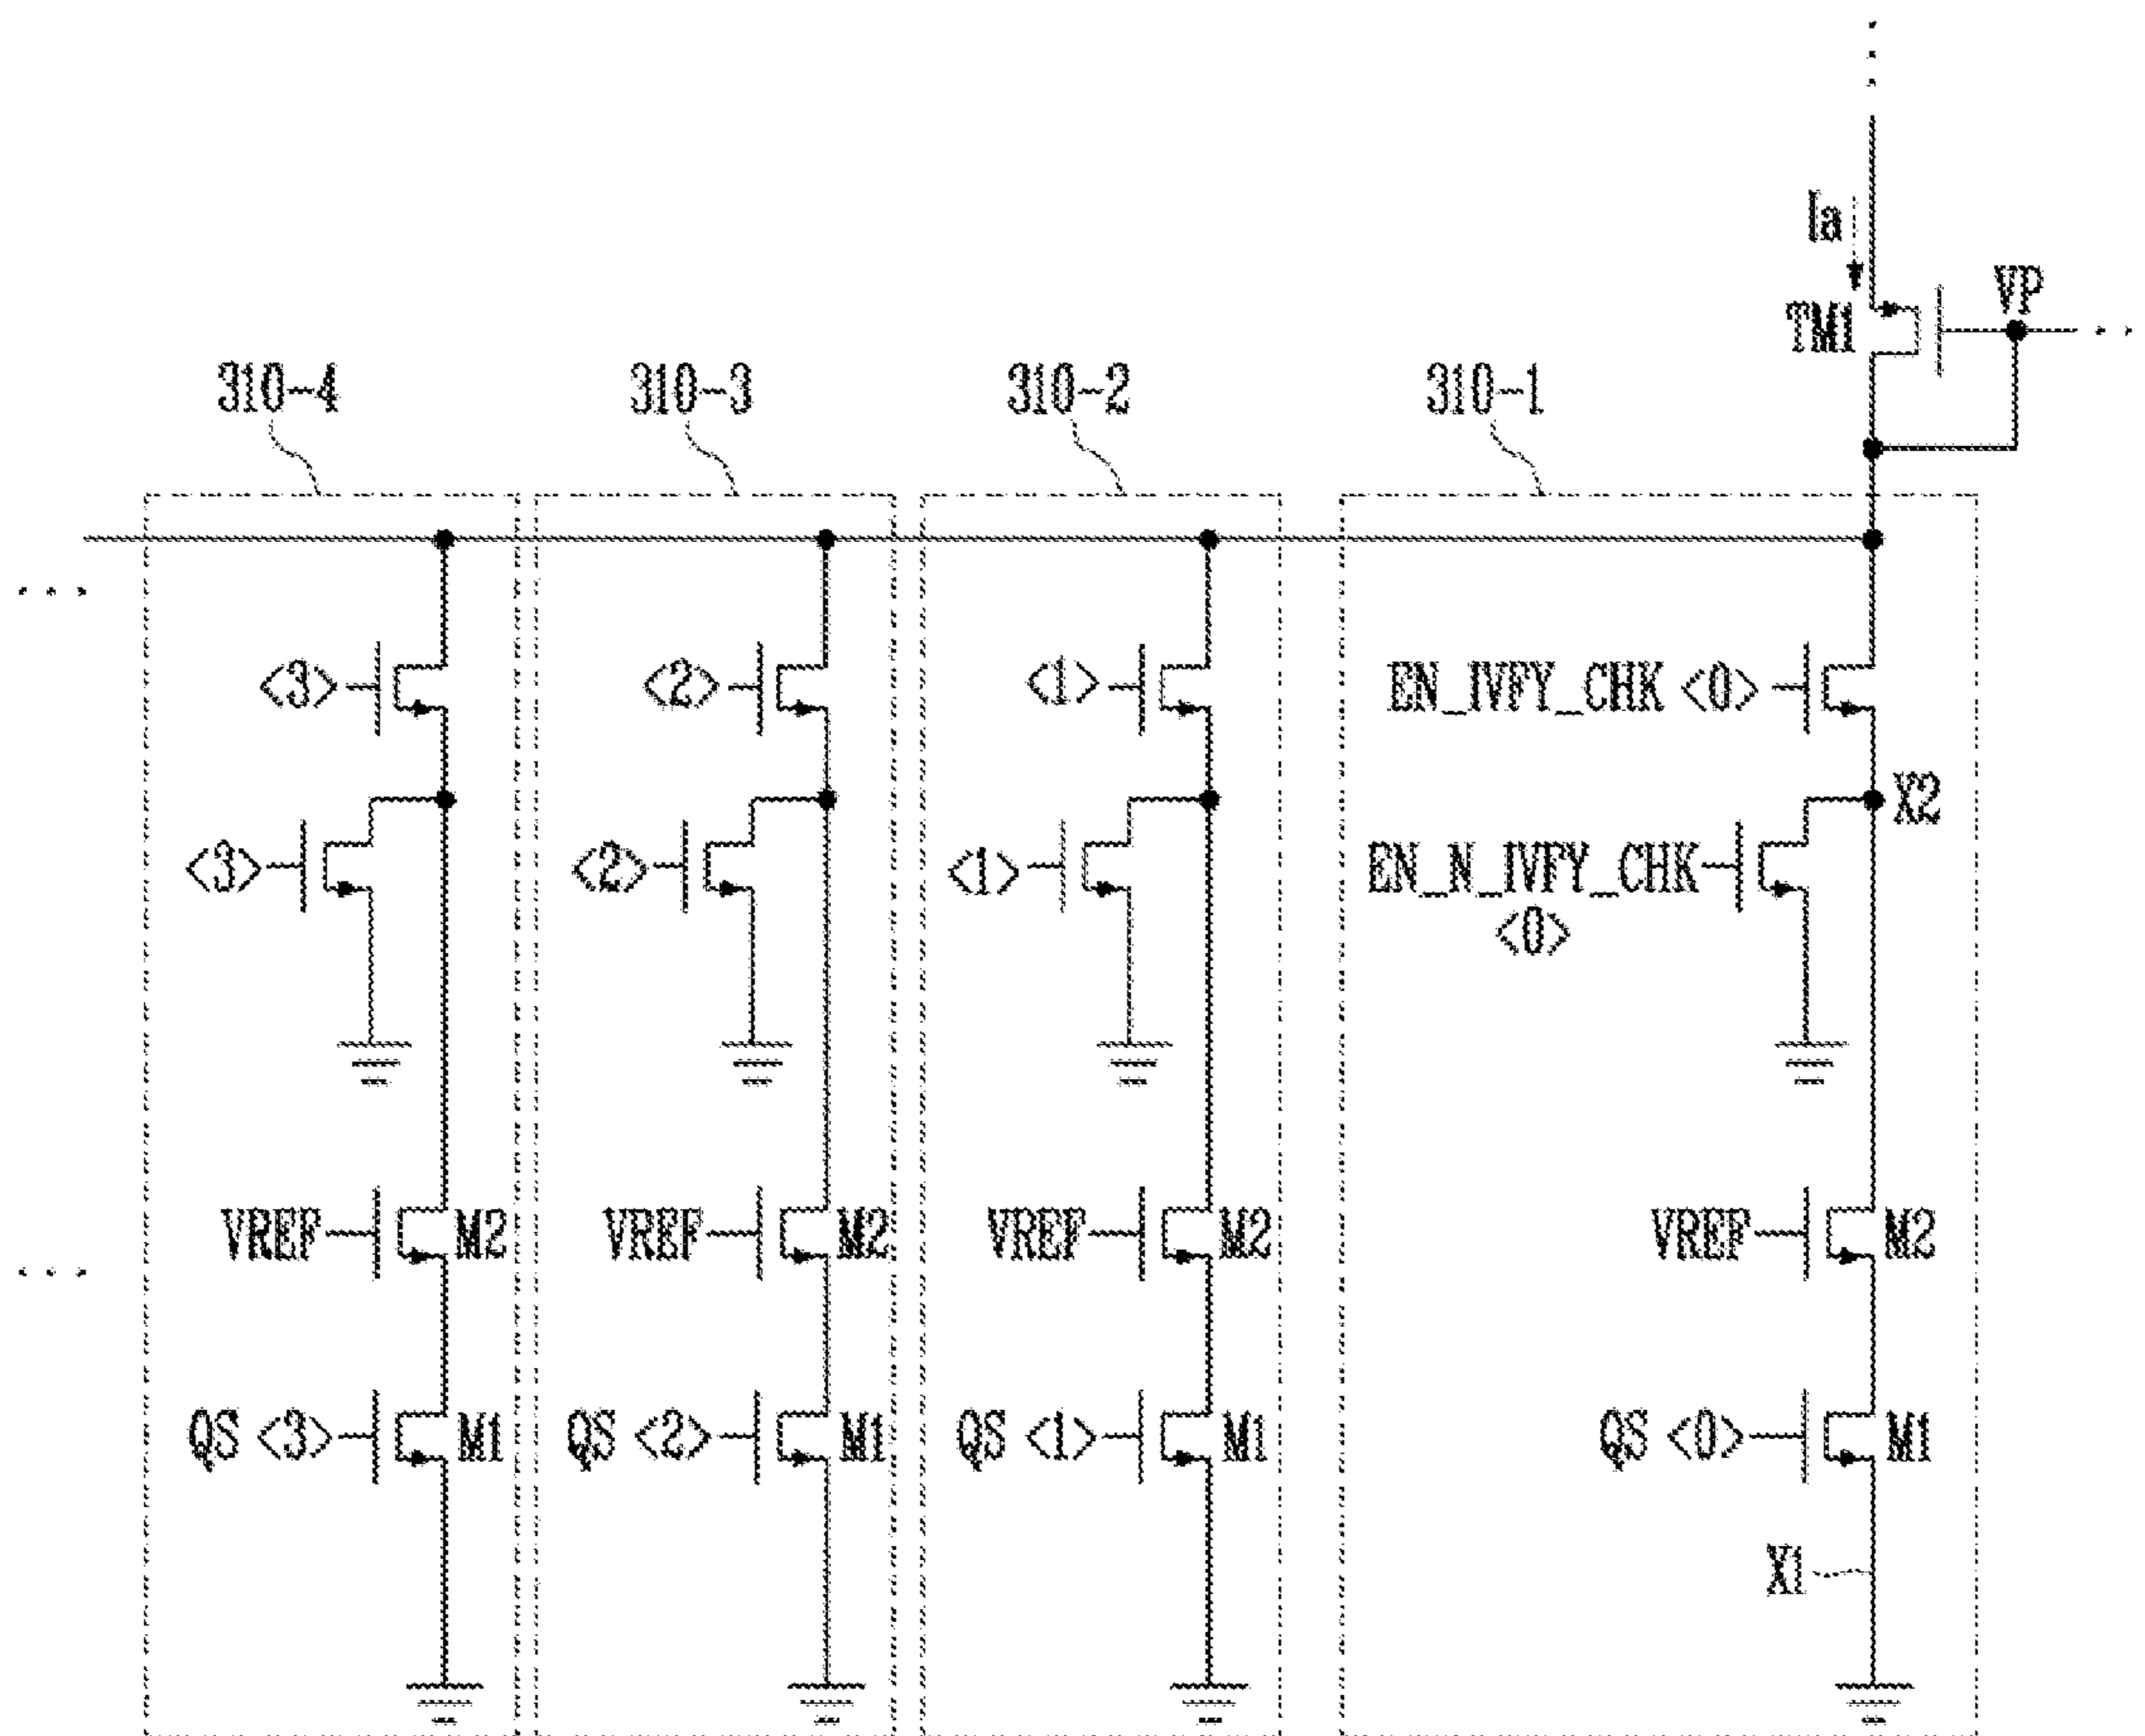 Ia
VP
TM1
310-4
310-3
310-2
310-1
<3>
<2>
<1>
EN_IVFY_CHK <0>
X2
<3>
<2>
<1>
EN_N_IVFY_CHK
<0>
VREF
M2
VREF
M2
VREF
M2
VREF
M2
QS <3>
M1
QS <2>
M1
QS <1>
M1
QS <0>
M1
X1